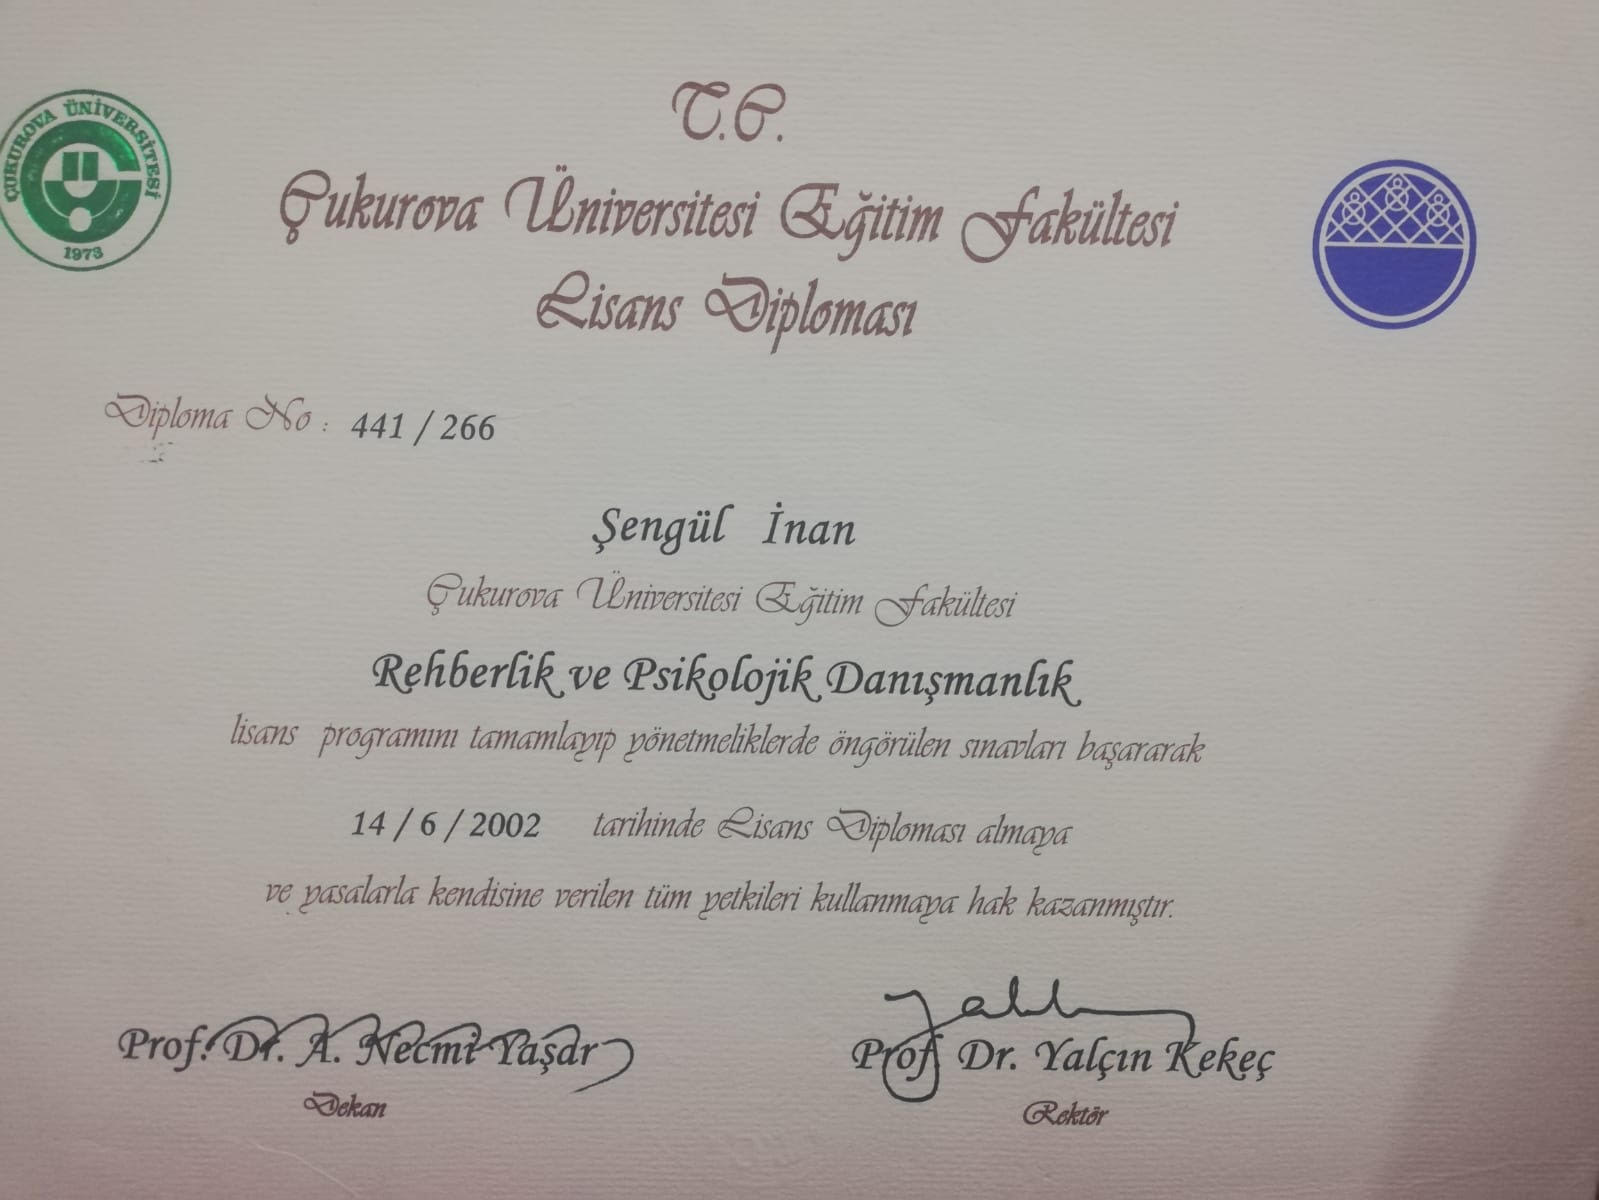 ÇUKUROVA ÜNİVERSİTESİ
1973
T.C.
Çukurova Üniversitesi Eğitim Fakültesi
Lisans Diploması
Diploma No : 441 / 266
Şengül İnan
Çukurova Üniversitesi Eğitim Fakültesi
Rehberlik ve Psikolojik Danışmanlık
lisans programını tamamlayıp yönetmeliklerde öngörülen sınavları başararak
14 / 6 / 2002 tarihinde Lisans Diploması almaya
ve yasalarla kendisine verilen tüm yetkileri kullanmaya hak kazanmıştır.
Prof. Dr. A. Necmi Yaşar
Dekan
Prof. Dr. Yalçın Kekeç
Rektör